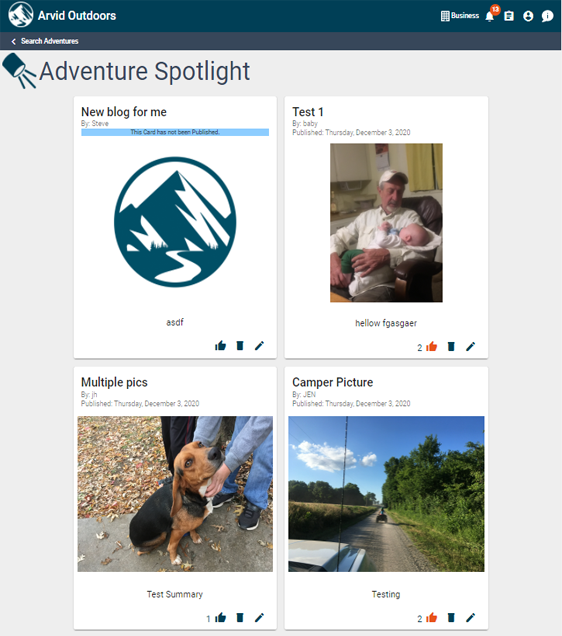 Arvid Outdoors
Business
13
Search Adventures
Adventure Spotlight
New blog for me
By: Steve
This Card has not been Published.
asdf
Test 1
By: baby
Published: Thursday, December 3, 2020
hellow fgasgaer
2
Multiple pics
By: jh
Published: Thursday, December 3, 2020
Test Summary
1
Camper Picture
By: JEN
Published: Thursday, December 3, 2020
Testing
2